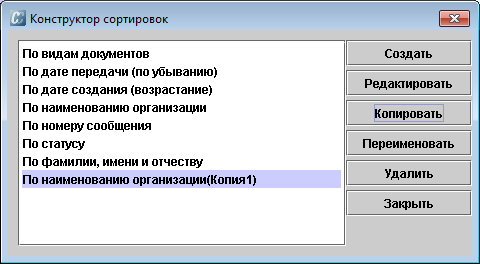 Конструктор сортировок
По видам документов
По дате передачи (по убыванию)
По дате создания (возрастание)
По наименованию организации
По номеру сообщения
По статусу
По фамилии, имени и отчеству
По наименованию организации(Копия1)
Создать
Редактировать
Копировать
Переименовать
Удалить
Закрыть